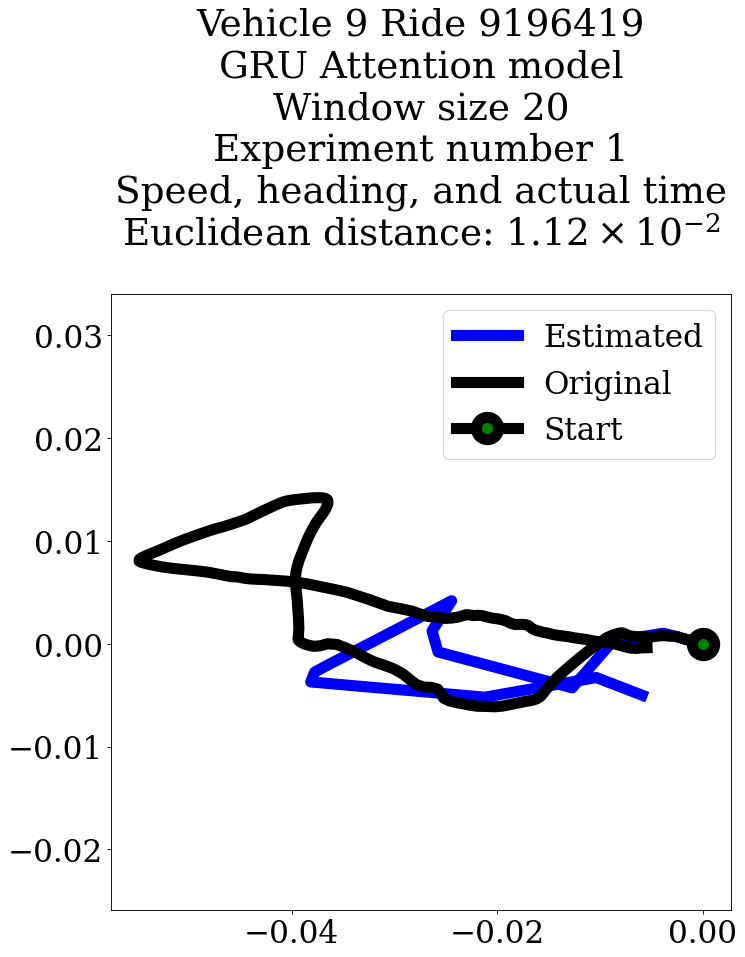 Vehicle 9 Ride 9196419
GRU Attention model
Window size 20
Experiment number 1
Speed, heading, and actual time
Euclidean distance: 1.12 × 10⁻²
Estimated
Original
Start
0.03
0.02
0.01
0.00
−0.01
−0.02
−0.04
−0.02
0.00